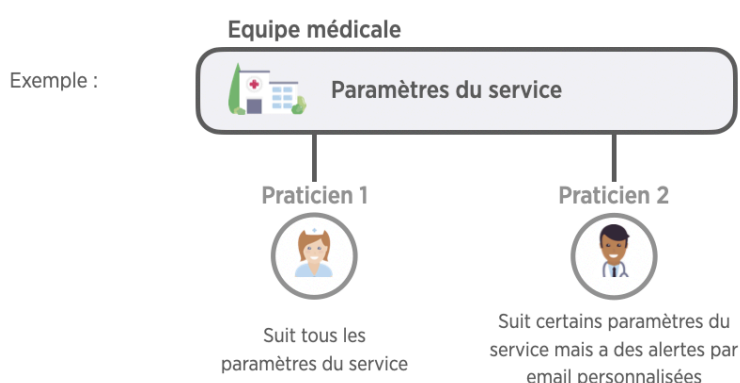 Equipe médicale
Exemple :
Paramètres du service
Praticien 1
Praticien 2
Suit tous les
paramètres du service
Suit certains paramètres du
service mais a des alertes par
email personnalisées